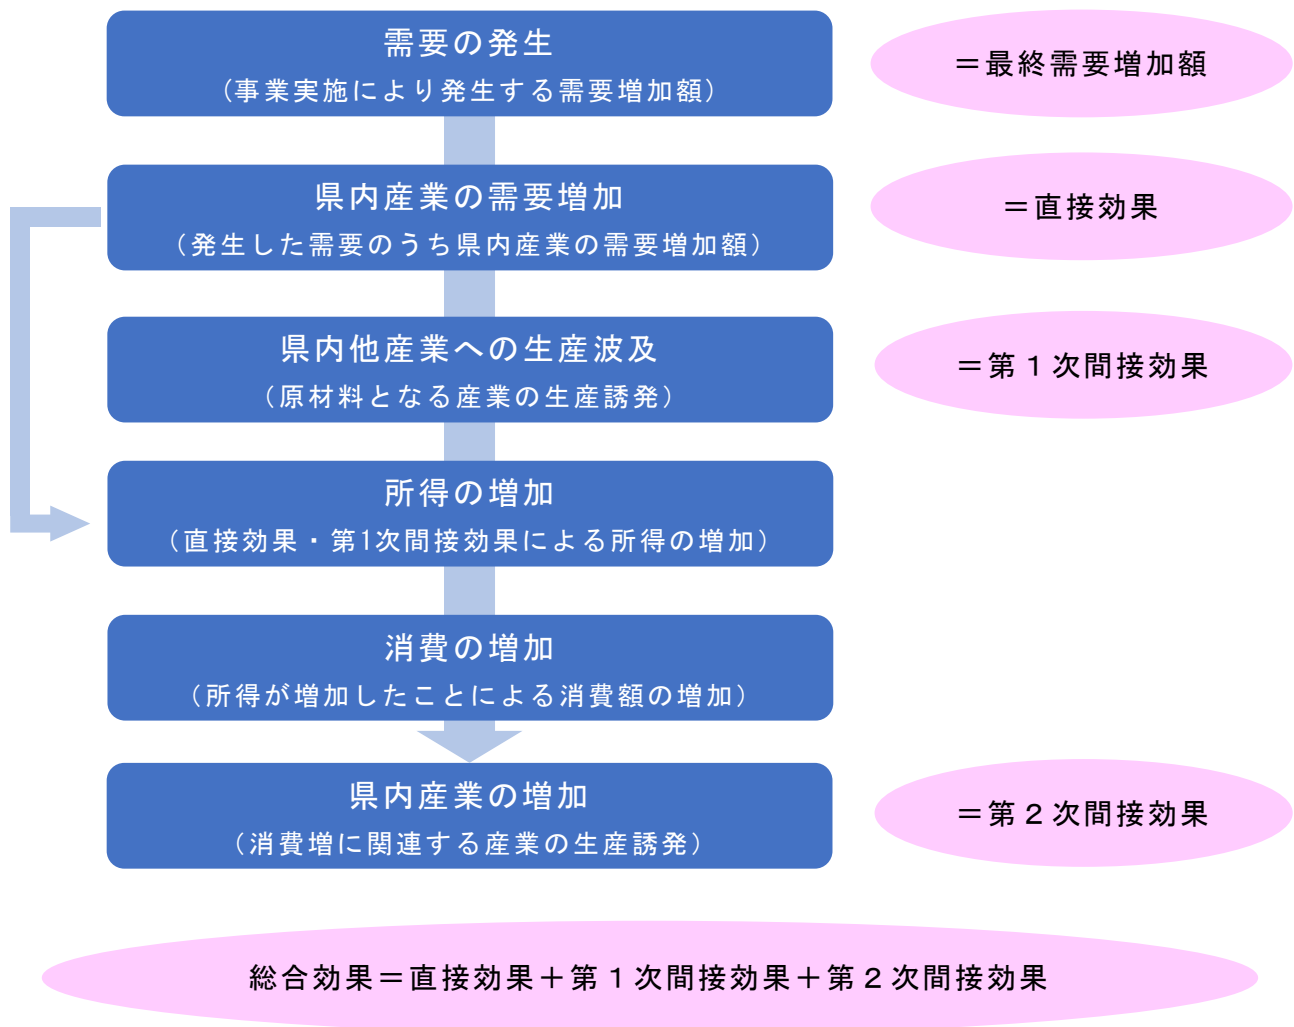 需要の発生
（事業実施により発生する需要増加額）
＝最終需要増加額
県内産業の需要増加
（発生した需要のうち県内産業の需要増加額）
＝直接効果
県内他産業への生産波及
（原材料となる産業の生産誘発）
＝第１次間接効果
所得の増加
（直接効果・第1次間接効果による所得の増加）
消費の増加
（所得が増加したことによる消費額の増加）
県内産業の増加
（消費増に関連する産業の生産誘発）
＝第２次間接効果
総合効果＝直接効果＋第１次間接効果＋第２次間接効果